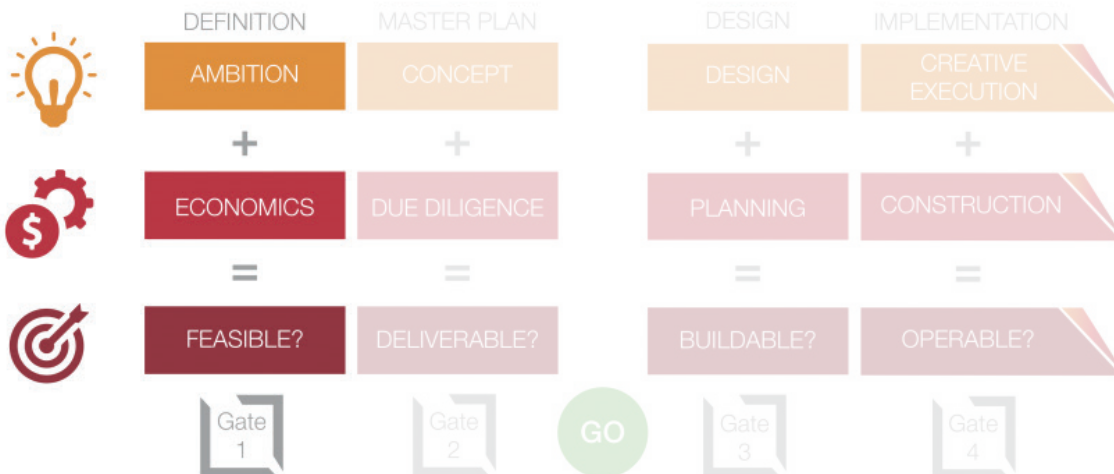 DEFINITION MASTER PLAN DESIGN IMPLEMENTATION
AMBITION CONCEPT DESIGN CREATIVE
EXECUTION
+ + + +
$
ECONOMICS DUE DILIGENCE PLANNING CONSTRUCTION
= = = =
FEASIBLE? DELIVERABLE? BUILDABLE? OPERABLE?
Gate
1
Gate
2
GO
Gate
3
Gate
4